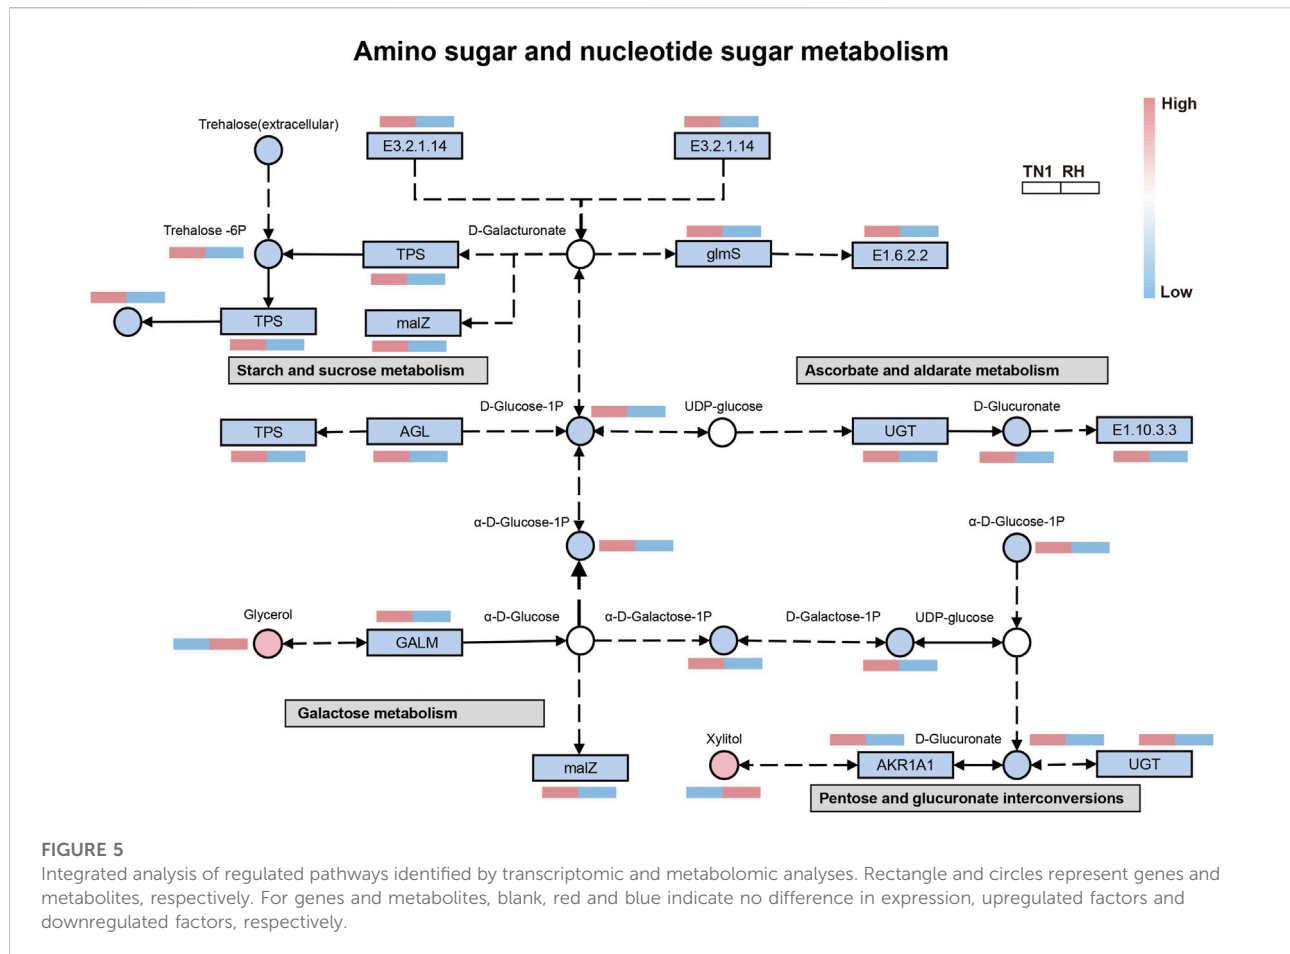 Amino sugar and nucleotide sugar metabolism
High
Trehalose(extracellular)
E3.2.1.14
E3.2.1.14
TN1 RH
Trehalose -6P
D-Galacturonate
TPS
glmS
E1.6.2.2
Low
TPS
malZ
Starch and sucrose metabolism
Ascorbate and aldarate metabolism
D-Glucose-1P
UDP-glucose
D-Glucuronate
TPS
AGL
UGT
E1.10.3.3
α-D-Glucose-1P
α-D-Glucose-1P
Glycerol
α-D-Glucose
α-D-Galactose-1P
D-Galactose-1P
UDP-glucose
GALM
Galactose metabolism
Xylitol
D-Glucuronate
malZ
AKR1A1
UGT
Pentose and glucuronate interconversions
FIGURE 5
Integrated analysis of regulated pathways identified by transcriptomic and metabolomic analyses. Rectangle and circles represent genes and
metabolites, respectively. For genes and metabolites, blank, red and blue indicate no difference in expression, upregulated factors and
downregulated factors, respectively.